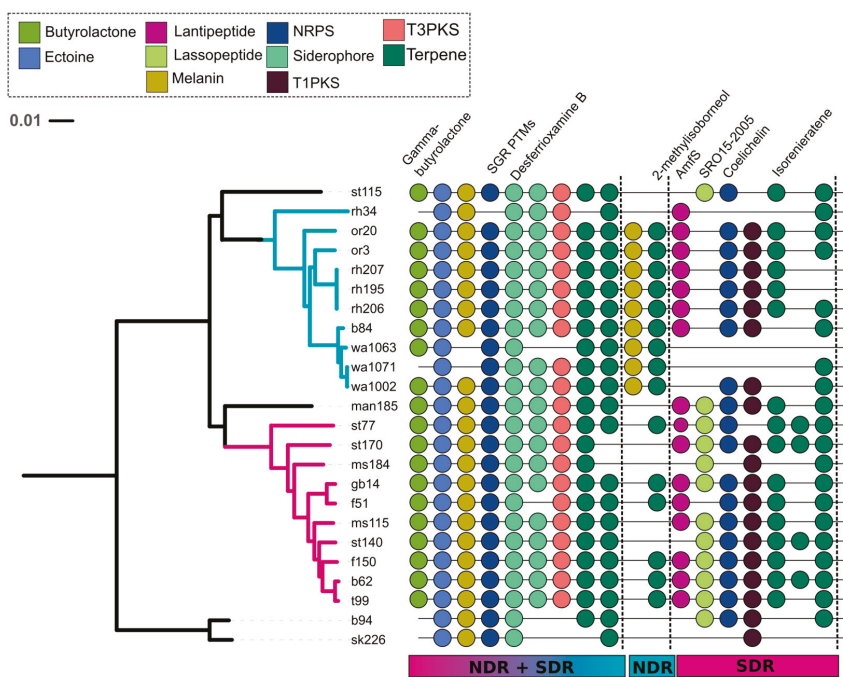 Butyrolactone Lantipeptide NRPS T3PKS
Ectoine Lassopeptide Siderophore Terpene
Melanin T1PKS
0.01
Gamma-
butyrolactone
SGR PTMs
Desferrioxamine B
2-methylisoborneol
AmfS
SRO15-2005
Coelichelin
Isorenieratene
st115
rh34
or20
or3
rh207
rh195
rh206
b84
wa1063
wa1071
wa1002
man185
st77
st170
ms184
gb14
f51
ms115
st140
f150
b62
t99
b94
sk226
NDR + SDR NDR SDR